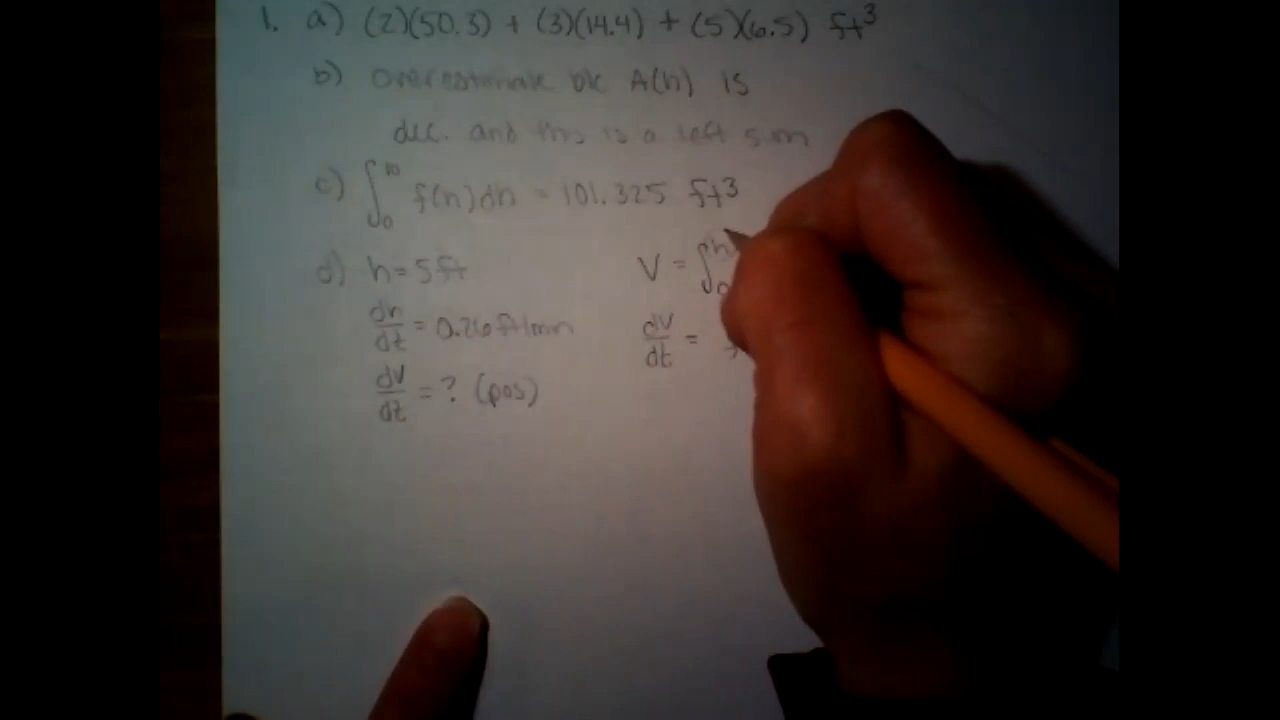 1. a) (2)(50.3) + (3)(14.4) + (5)(6.5) ft³
b) overestimate b/c A(h) is
dec. and this is a left sum
c) ∫₀¹⁰ f(h)dh = 101.325 ft³
d) h = 5 ft
dh/dt = 0.26 ft/min
dV/dt = ? (pos)
V = ∫₀ʰ
dV/dt =